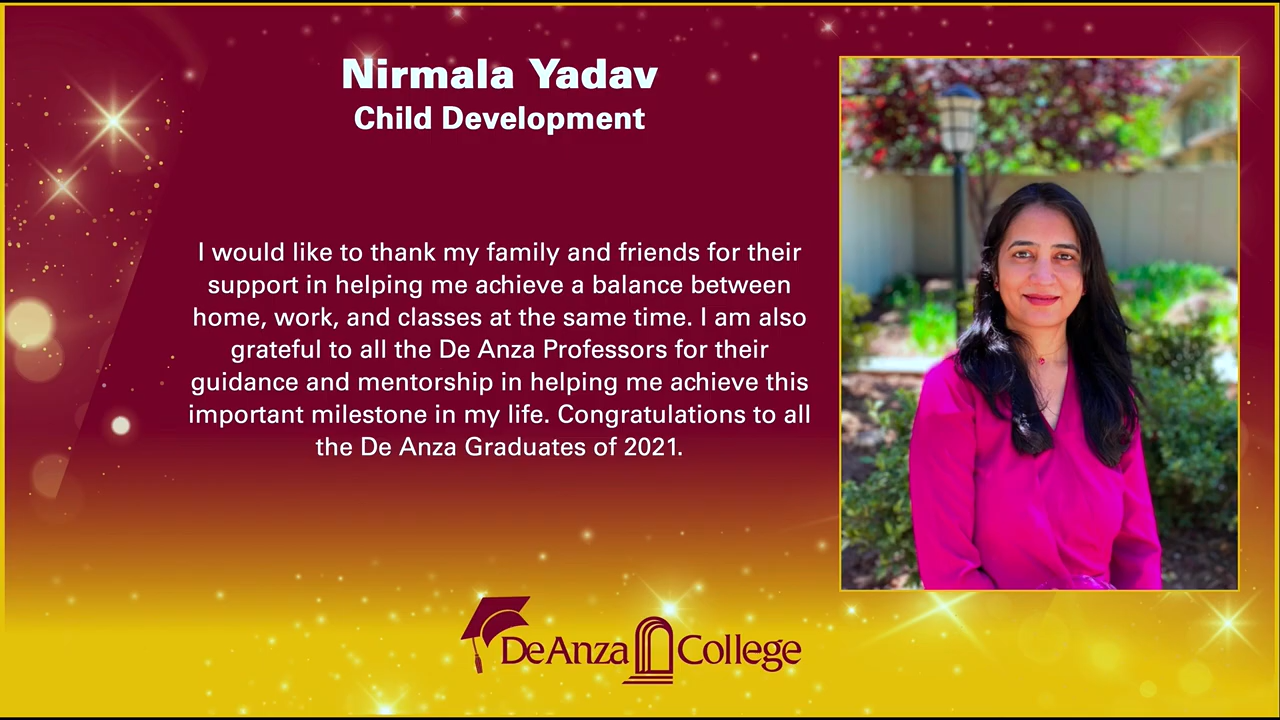 Nirmala Yadav
Child Development
I would like to thank my family and friends for their
support in helping me achieve a balance between
home, work, and classes at the same time. I am also
grateful to all the De Anza Professors for their
guidance and mentorship in helping me achieve this
important milestone in my life. Congratulations to all
the De Anza Graduates of 2021.
De Anza College